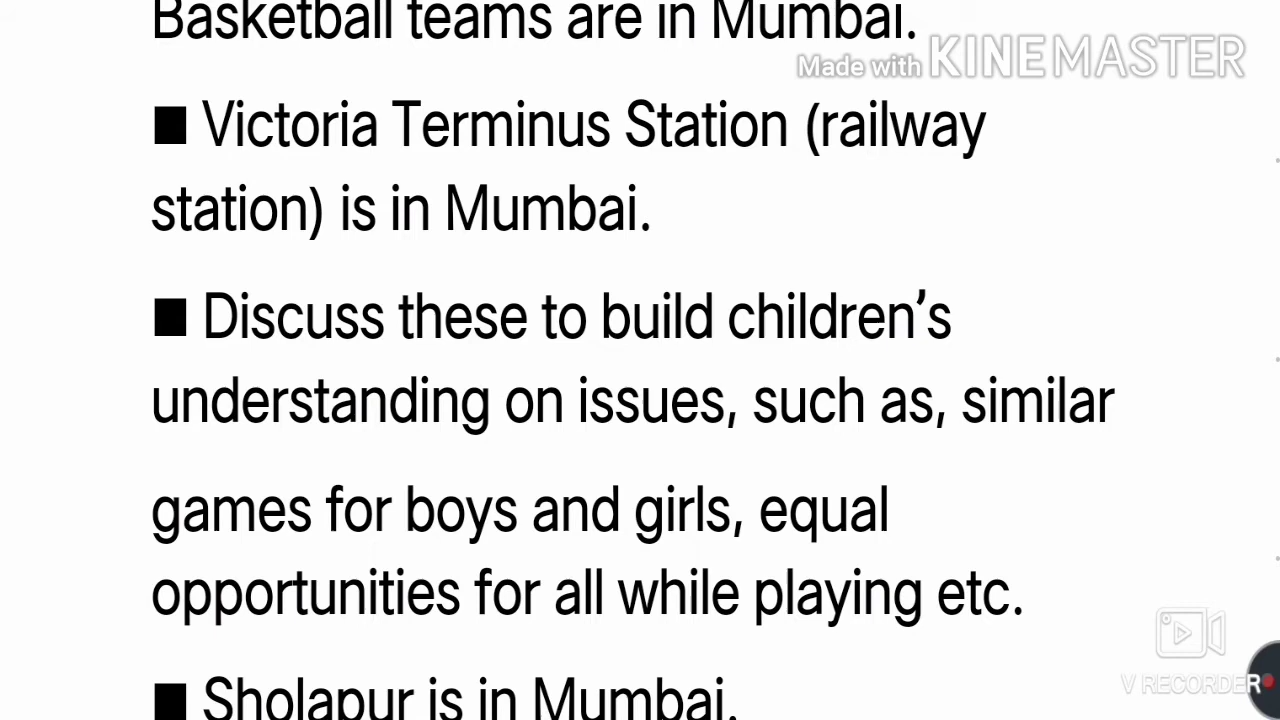 Basketball teams are in Mumbai.
Made with KINEMASTER
■ Victoria Terminus Station (railway
station) is in Mumbai.
■ Discuss these to build children’s
understanding on issues, such as, similar
games for boys and girls, equal
opportunities for all while playing etc.
V RECORDER
■ Sholapur is in Mumbai.